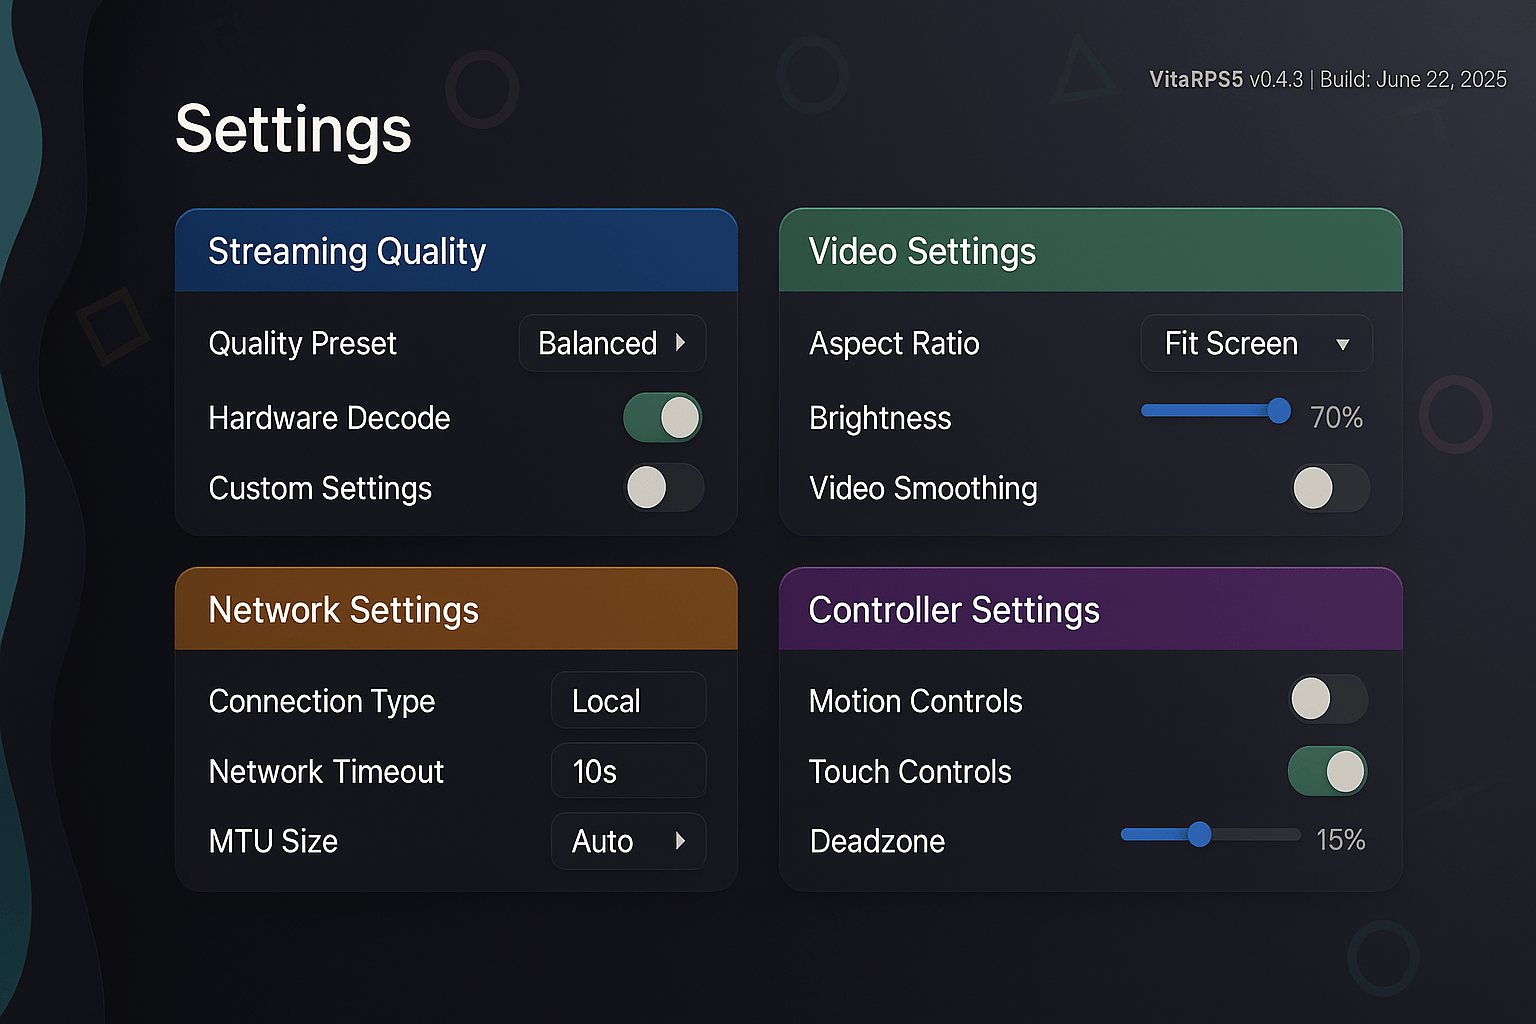 VitaRPS5 v0.4.3 | Build: June 22, 2025
Settings
Streaming Quality
Quality Preset Balanced
Hardware Decode
Custom Settings
Video Settings
Aspect Ratio Fit Screen
Brightness 70%
Video Smoothing
Network Settings
Connection Type Local
Network Timeout 10s
MTU Size Auto
Controller Settings
Motion Controls
Touch Controls
Deadzone 15%